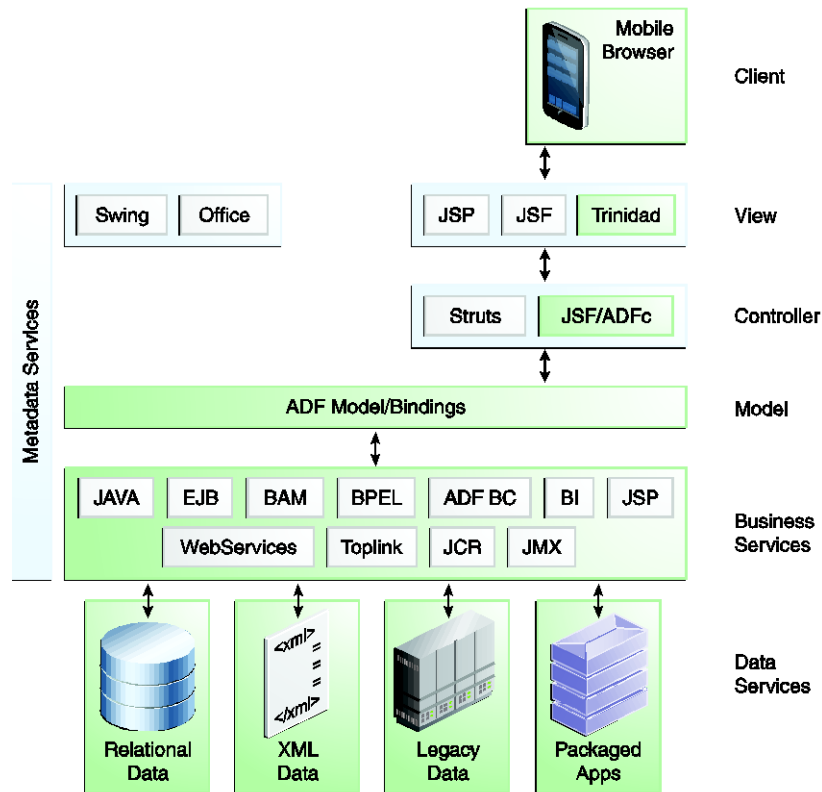 Mobile
Browser
Client
Swing
Office
JSP
JSF
Trinidad
View
Struts
JSF/ADFc
Controller
Metadata Services
ADF Model/Bindings
Model
JAVA
EJB
BAM
BPEL
ADF BC
BI
JSP
WebServices
Toplink
JCR
JMX
Business
Services
<xml>
=
=
=
</xml>
Data
Services
Relational
Data
XML
Data
Legacy
Data
Packaged
Apps